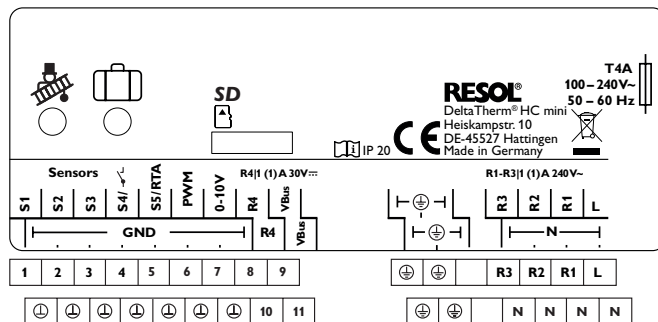 SD
RESOL®
DeltaTherm® HC mini
Heiskampstr. 10
DE-45527 Hattingen
Made in Germany
T4A
100 – 240V~
50 – 60 Hz
IP 20
CE
Sensors
R4|1 (1) A 30V⎓
R1-R3|1 (1) A 240V~
S1 S2 S3 S4/ S5/RTA PWM 0-10V R4 VBus
R3 R2 R1 L
GND R4 VBus
N
1 2 3 4 5 6 7 8 9
R3 R2 R1 L
10 11
N N N N